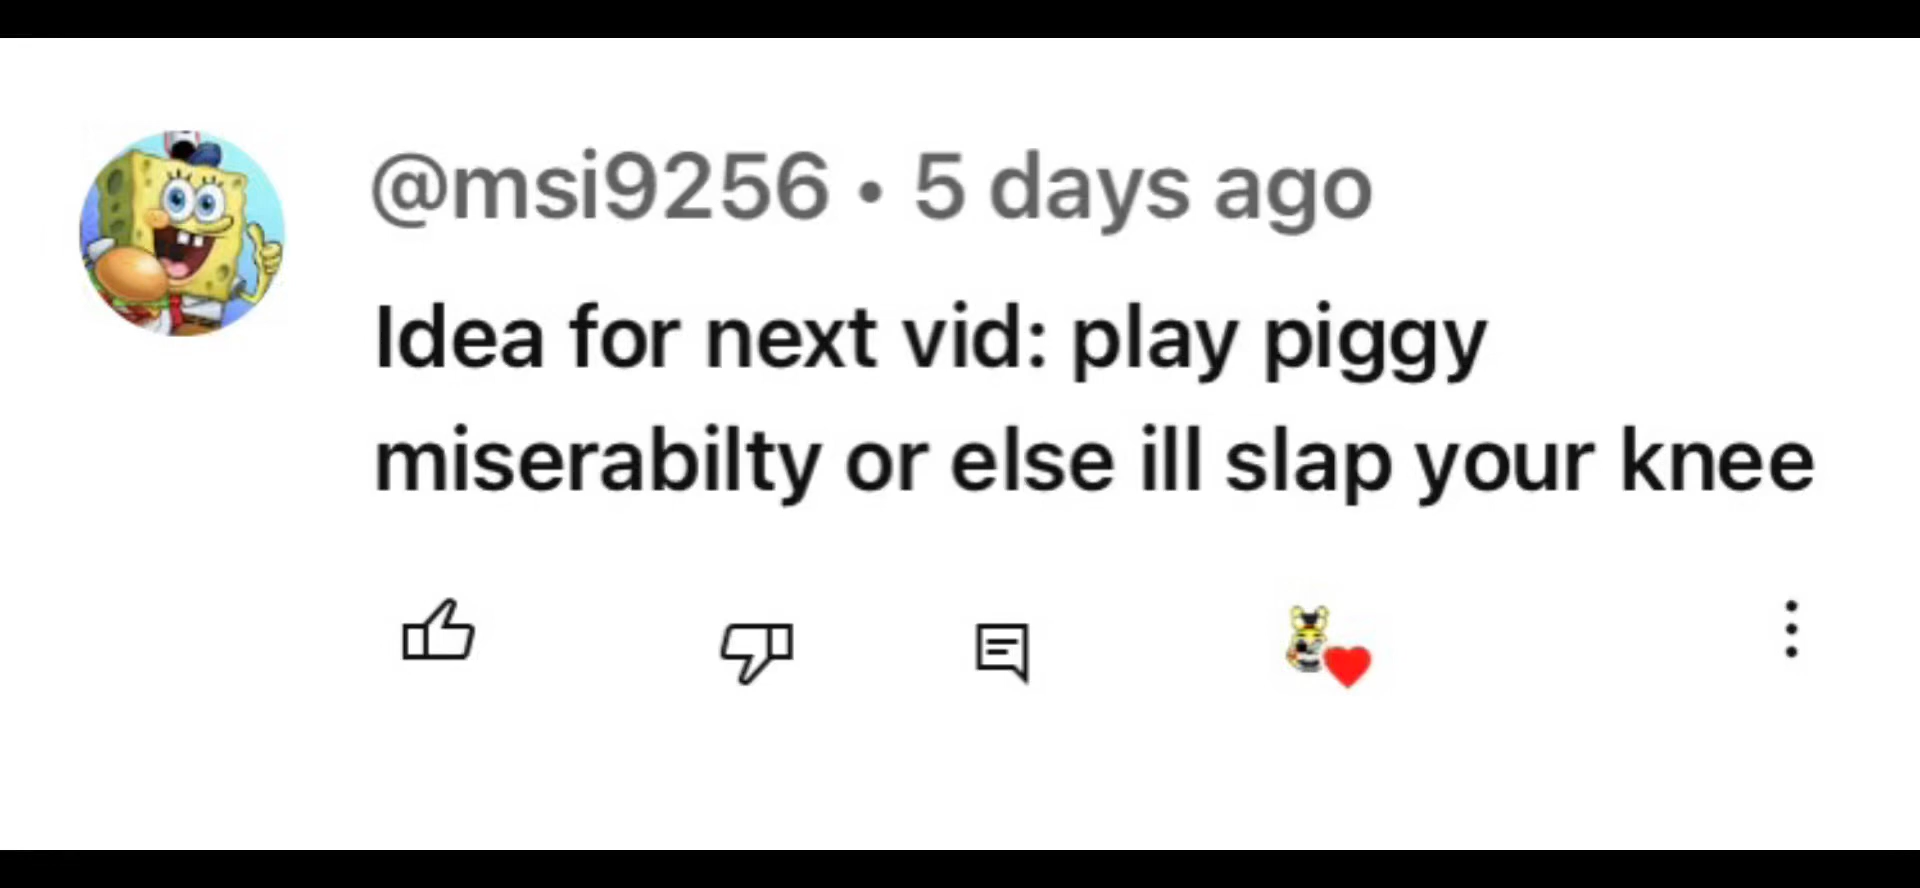 @msi9256 • 5 days ago
Idea for next vid: play piggy
miserabilty or else ill slap your knee